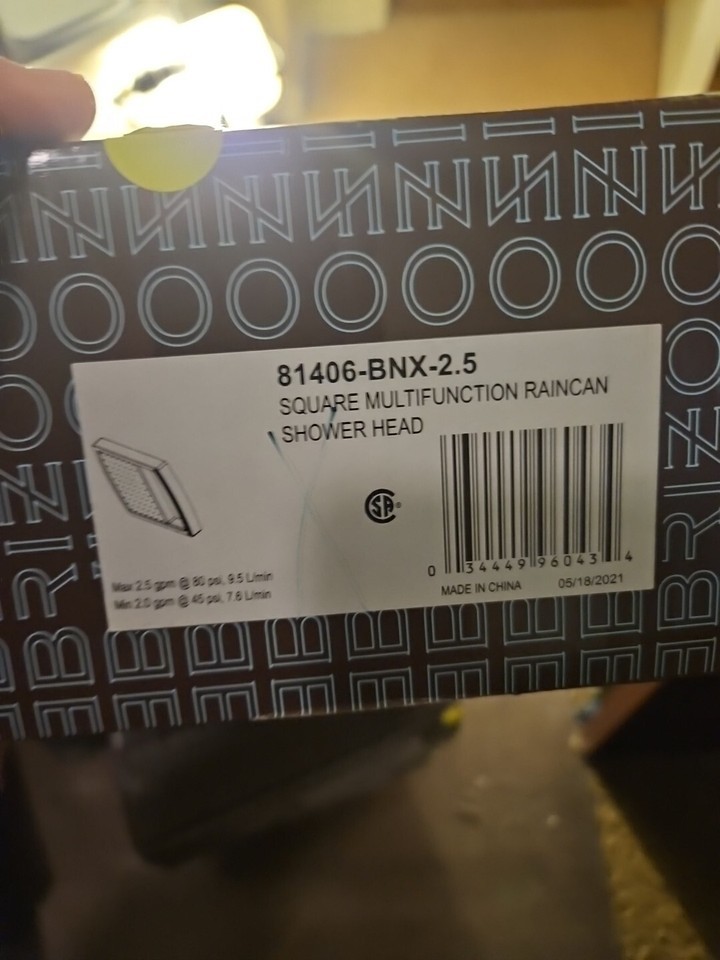 BRIZO
81406-BNX-2.5
SQUARE MULTIFUNCTION RAINCAN
SHOWER HEAD
Max 2.5 gpm @ 80 psi, 9.5 L/min
Min 2.0 gpm @ 45 psi, 7.6 L/min
0 34449 96043 4
MADE IN CHINA 05/18/2021